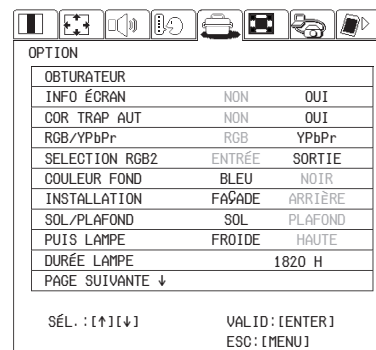 OPTION
OBTURATEUR
INFO ÉCRAN NON OUI
COR TRAP AUT NON OUI
RGB/YPbPr RGB YPbPr
SELECTION RGB2 ENTRÉE SORTIE
COULEUR FOND BLEU NOIR
INSTALLATION FAÇADE ARRIÈRE
SOL/PLAFOND SOL PLAFOND
PUIS LAMPE FROIDE HAUTE
DURÉE LAMPE 1820 H
PAGE SUIVANTE ↓
SÉL.:[↑][↓] VALID:[ENTER]
ESC:[MENU]